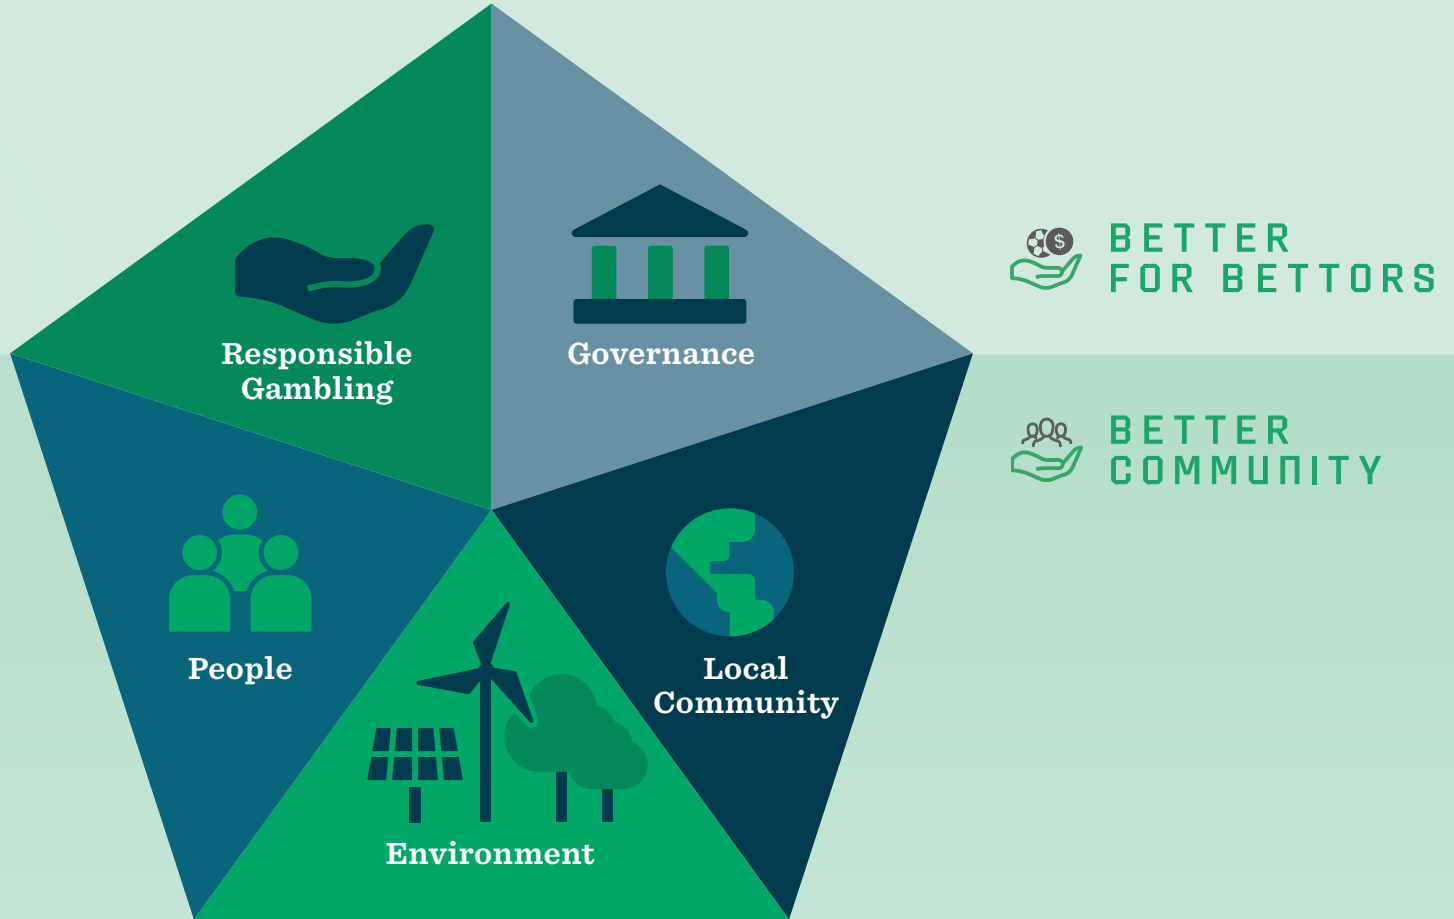 Responsible
Gambling
Governance
$
BETTER
FOR BETTORS
BETTER
COMMUNITY
People
Local
Community
Environment